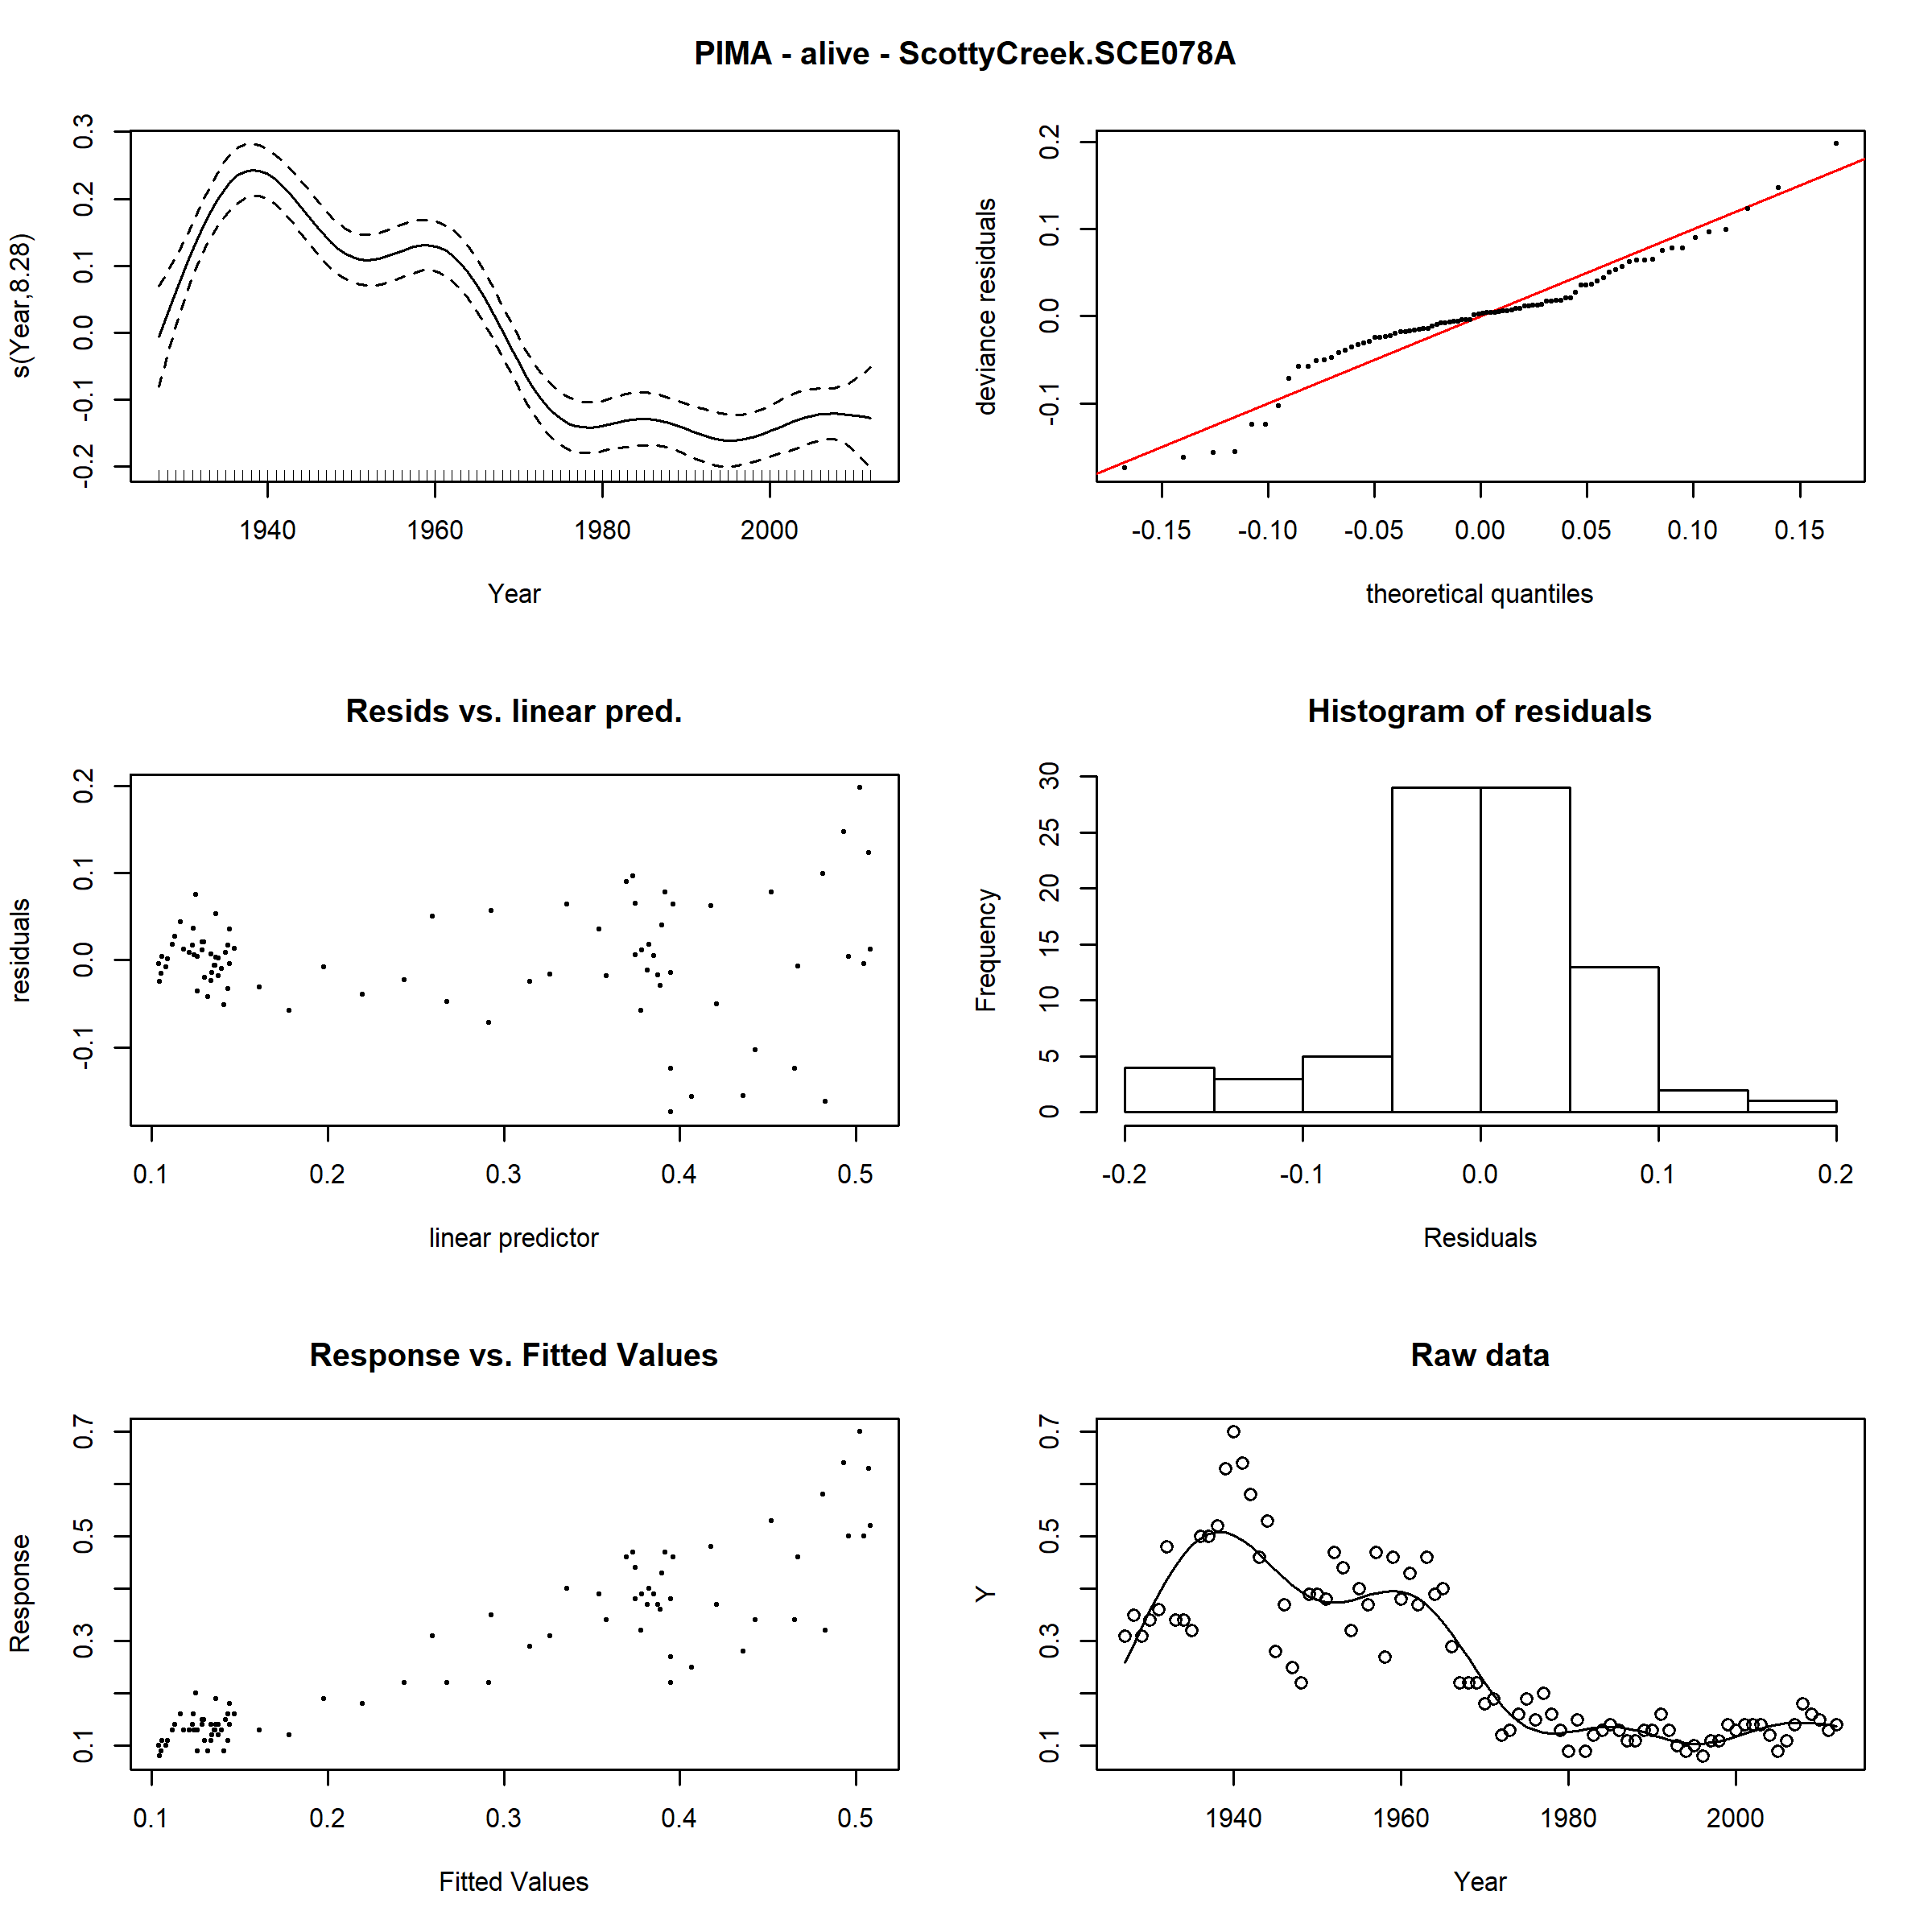 PIMA - alive - ScottyCreek.SCE078A
s(Year,8.28)
-0.2 -0.1 0.0 0.1 0.2 0.3
1940 1960 1980 2000
Year
deviance residuals
-0.1 0.0 0.1 0.2
-0.15 -0.10 -0.05 0.00 0.05 0.10 0.15
theoretical quantiles
Resids vs. linear pred.
residuals
-0.1 0.0 0.1 0.2
0.1 0.2 0.3 0.4 0.5
linear predictor
Histogram of residuals
Frequency
0 5 10 15 20 25 30
-0.2 -0.1 0.0 0.1 0.2
Residuals
Response vs. Fitted Values
Response
0.1 0.3 0.5 0.7
0.1 0.2 0.3 0.4 0.5
Fitted Values
Raw data
Y
0.1 0.3 0.5 0.7
1940 1960 1980 2000
Year